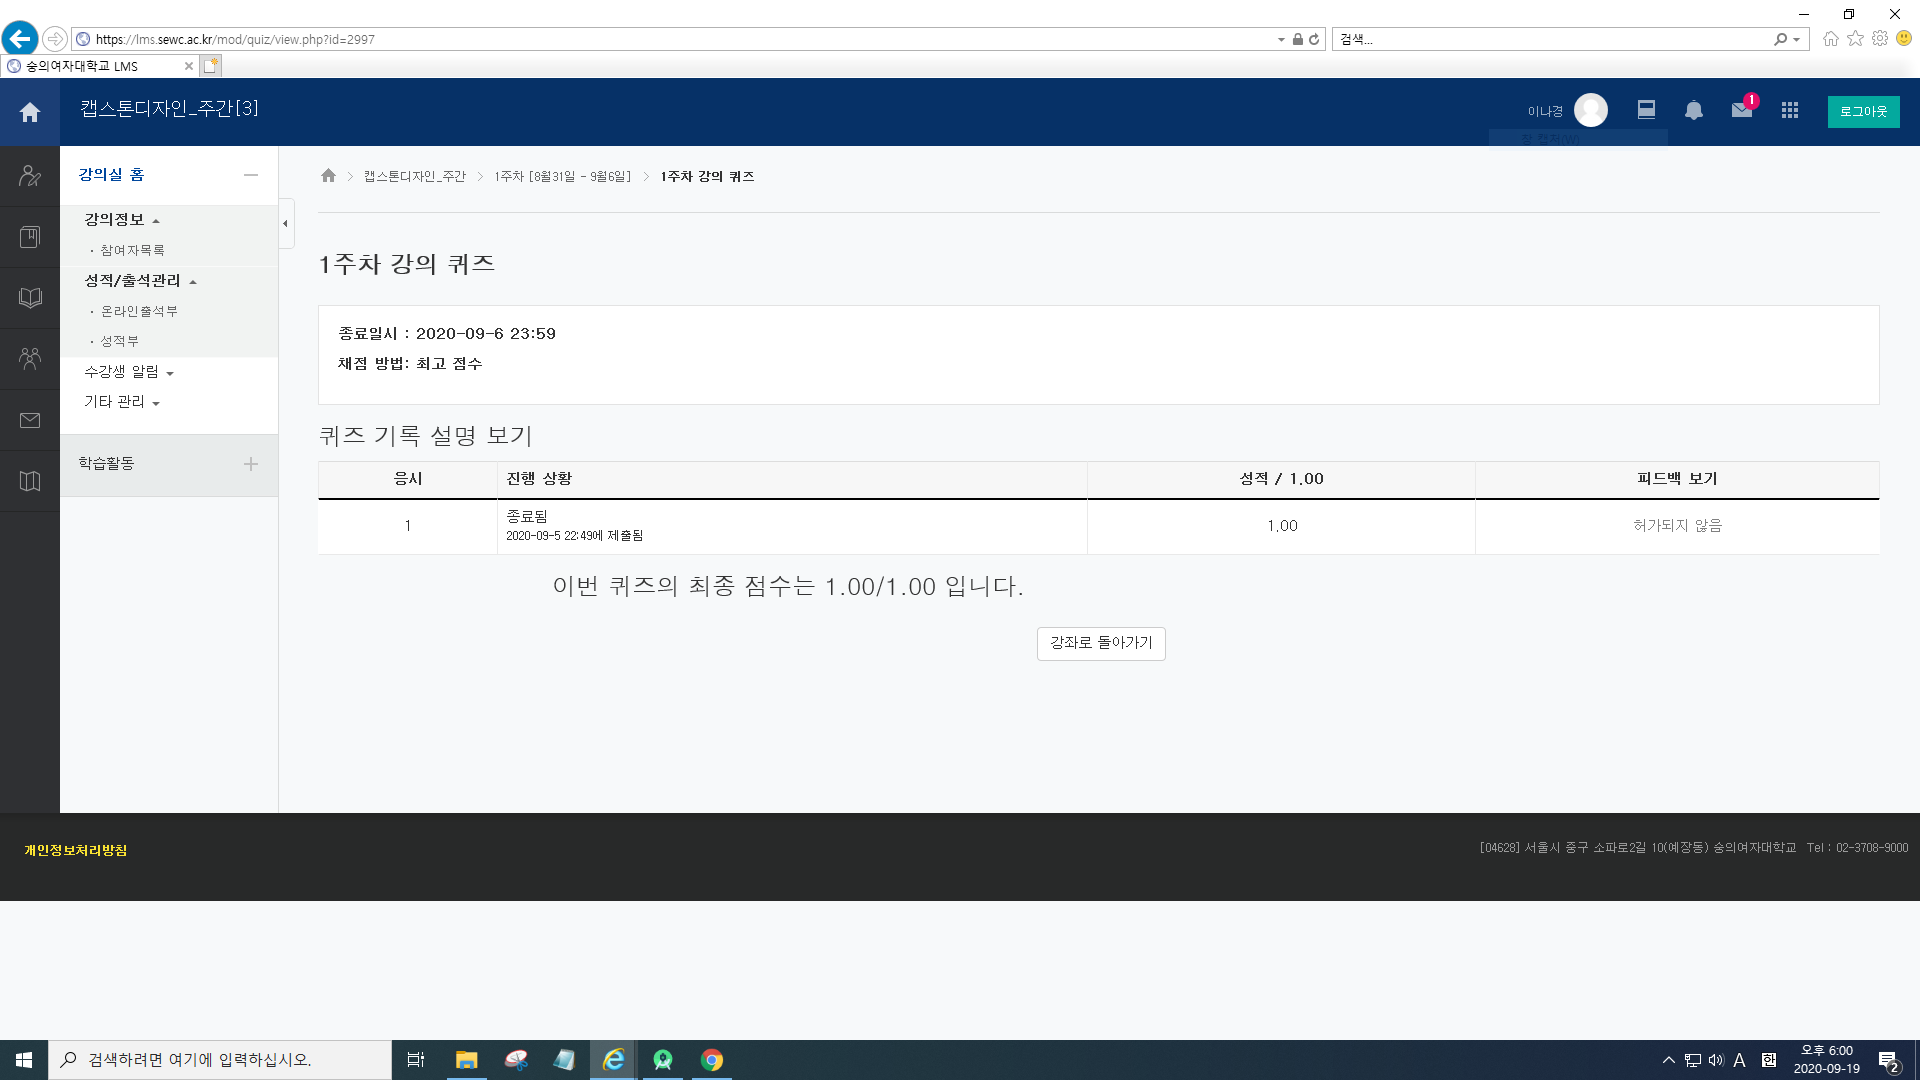 https://lms.sewc.ac.kr/mod/quiz/view.php?id=2997
검색...
숭의여자대학교 LMS
캡스톤디자인_주간[3]
이나경
1
로그아웃
창 캡처(W)
강의실 홈
강의정보
참여자목록
성적/출석관리
온라인출석부
성적부
수강생 알림
기타 관리
학습활동
캡스톤디자인_주간
1주차 [8월31일 - 9월6일]
1주차 강의 퀴즈
1주차 강의 퀴즈
종료일시 : 2020-09-6 23:59
채점 방법: 최고 점수
퀴즈 기록 설명 보기
응시 진행 상황 성적 / 1.00 피드백 보기
1 종료됨 1.00 허가되지 않음
2020-09-5 22:49에 제출됨
이번 퀴즈의 최종 점수는 1.00/1.00 입니다.
강좌로 돌아가기
개인정보처리방침
[04628] 서울시 중구 소파로2길 10(예장동) 숭의여자대학교 Tel : 02-3708-9000
검색하려면 여기에 입력하십시오.
A 한
오후 6:00
2020-09-19
2